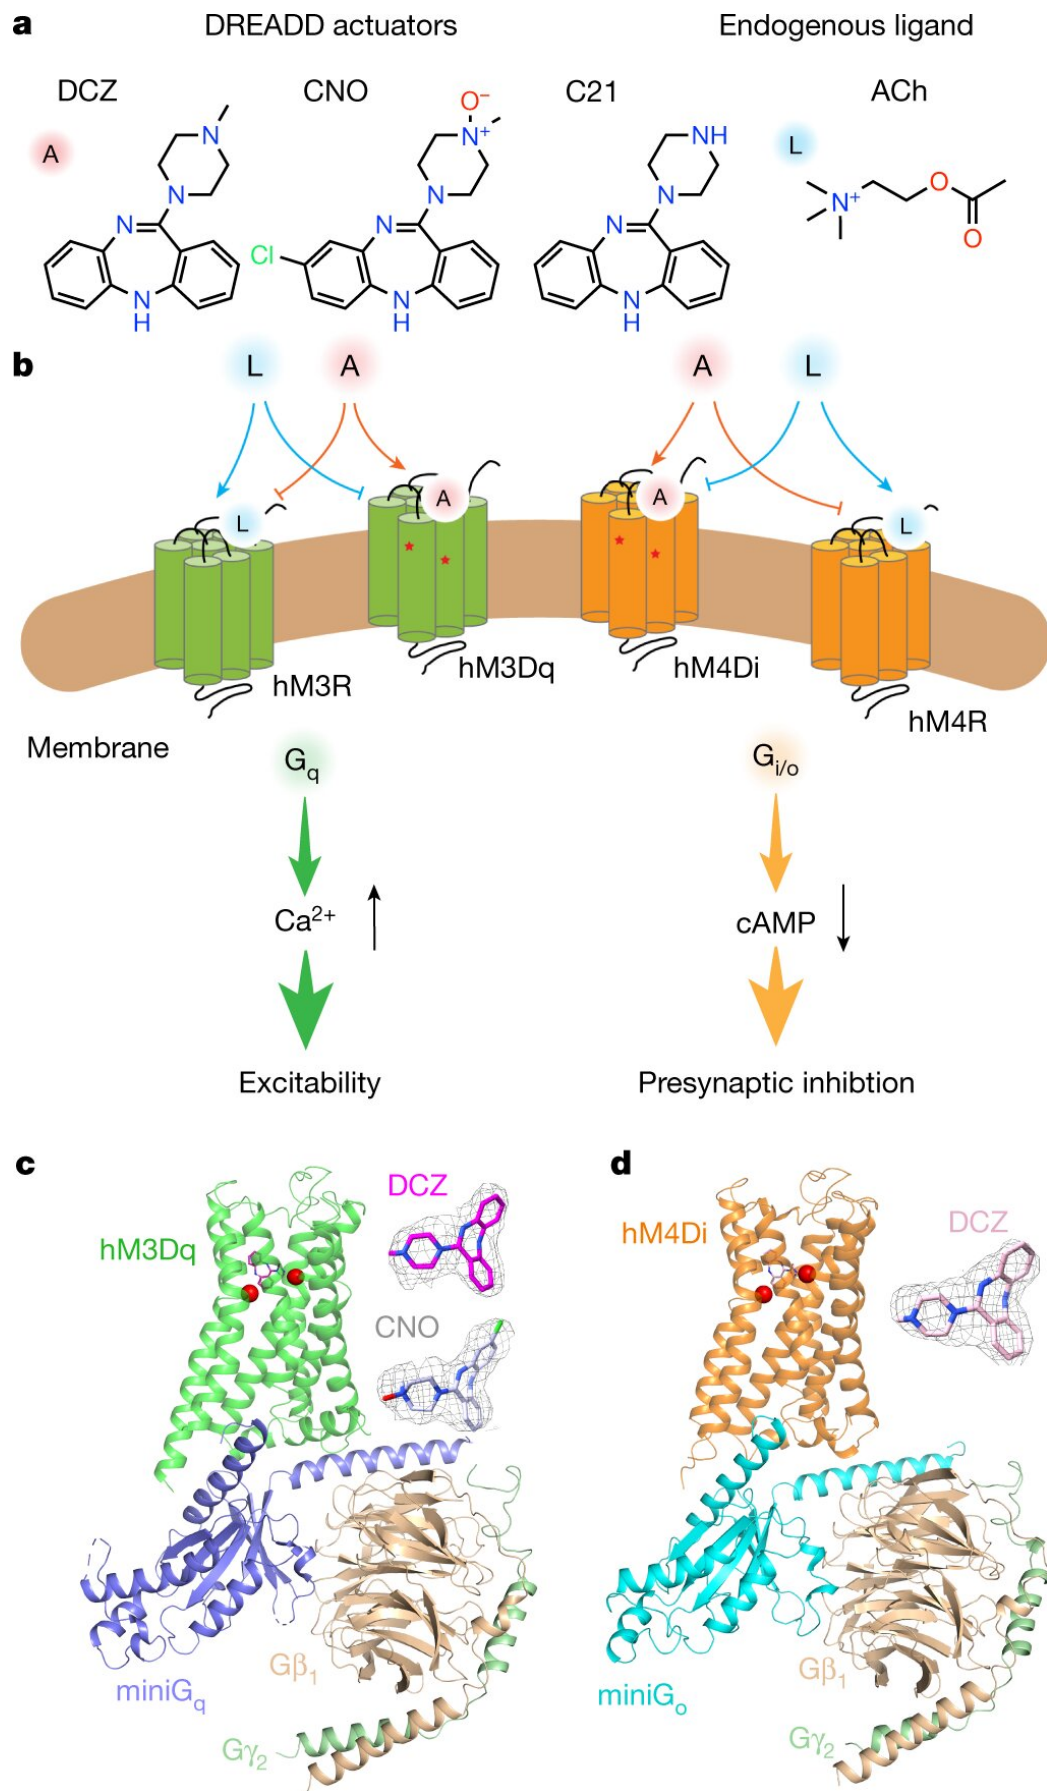 a DREADD actuators Endogenous ligand
DCZ CNO C21 ACh
A L
N
N
N
N
H
O⁻
N⁺
N
N
Cl
N
H
NH
N
N
N
H
N⁺
O
O
b L A A L
L A A L
hM3R hM3Dq hM4Di hM4R
Membrane
Gq Gi/o
Ca²⁺ cAMP
Excitability Presynaptic inhibtion
c d
DCZ DCZ
hM3Dq hM4Di
CNO
Gβ₁ Gβ₁
miniGq miniGo
Gγ₂ Gγ₂